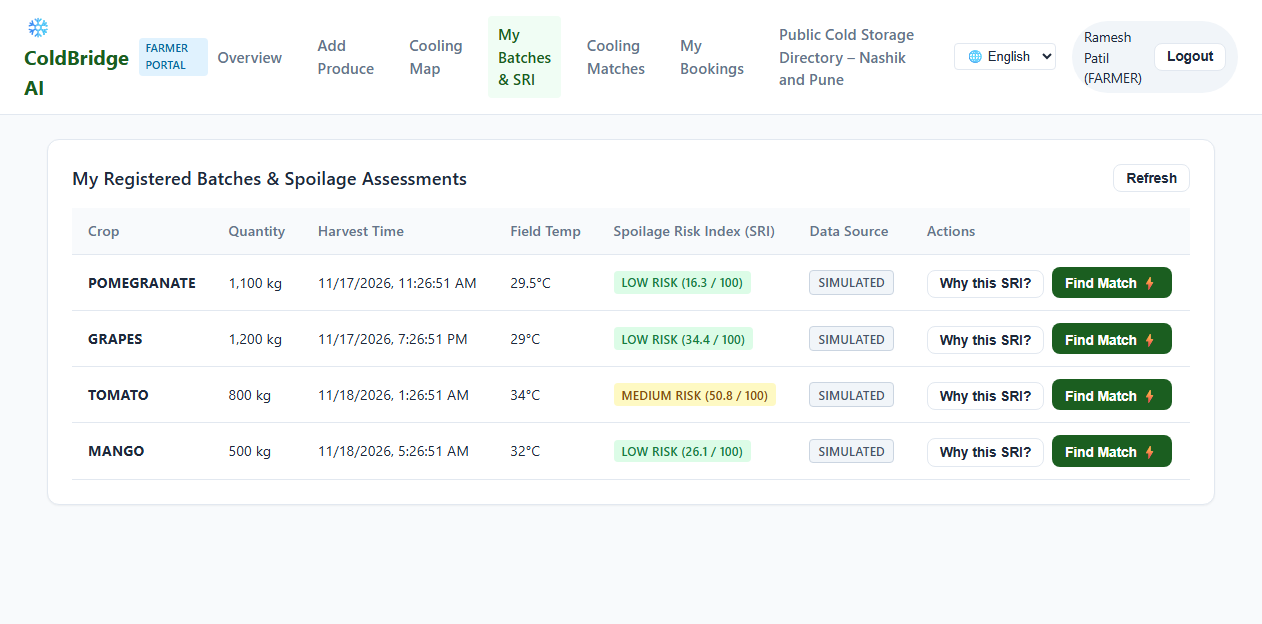 ColdBridge
AI
FARMER
PORTAL
Overview
Add
Produce
Cooling
Map
My
Batches
& SRI
Cooling
Matches
My
Bookings
Public Cold Storage
Directory – Nashik
and Pune
🌐 English
Ramesh
Patil
(FARMER)
Logout
My Registered Batches & Spoilage Assessments
Refresh
Crop Quantity Harvest Time Field Temp Spoilage Risk Index (SRI) Data Source Actions
POMEGRANATE 1,100 kg 11/17/2026, 11:26:51 AM 29.5°C LOW RISK (16.3 / 100) SIMULATED Why this SRI? Find Match ⚡
GRAPES 1,200 kg 11/17/2026, 7:26:51 PM 29°C LOW RISK (34.4 / 100) SIMULATED Why this SRI? Find Match ⚡
TOMATO 800 kg 11/18/2026, 1:26:51 AM 34°C MEDIUM RISK (50.8 / 100) SIMULATED Why this SRI? Find Match ⚡
MANGO 500 kg 11/18/2026, 5:26:51 AM 32°C LOW RISK (26.1 / 100) SIMULATED Why this SRI? Find Match ⚡